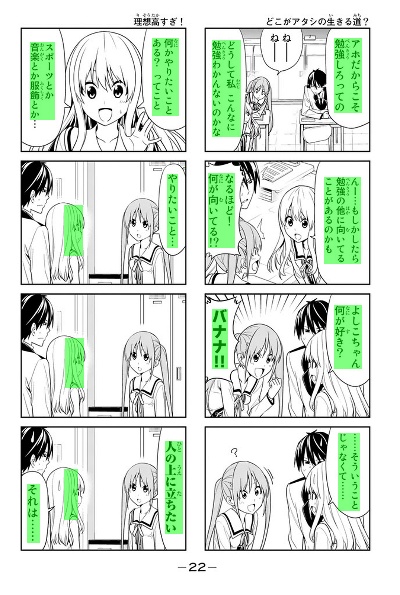 どこがアタシの生きる道？
アホだからこそ
勉強しろっての
ねー
ねー
どうして私、こんなに
勉強わかんないのかな
んー…もしかしたら
勉強の他に向いてる
ことがあるのかも
なるほど！
何が向いてる!?
よしこちゃん
何が好き？
バナナ!!
……そういうこと
じゃなくて……
？
理想高すぎ！
何かやりたいこと
ある？ってこと
スポーツとか
音楽とか服飾とか…
やりたいこと…
人の上に立ちたい
それは……
－22－